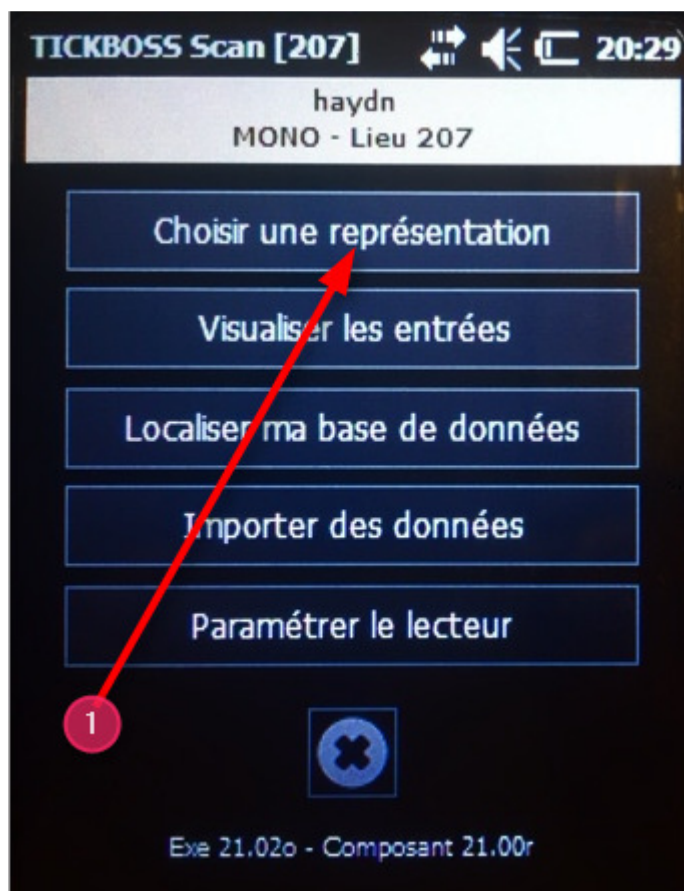 TICKBOSS Scan [207] 20:29
haydn
MONO - Lieu 207
Choisir une représentation
Visualiser les entrées
Localiser ma base de données
Importer des données
Paramétrer le lecteur
1
Exe 21.02o - Composant 21.00r